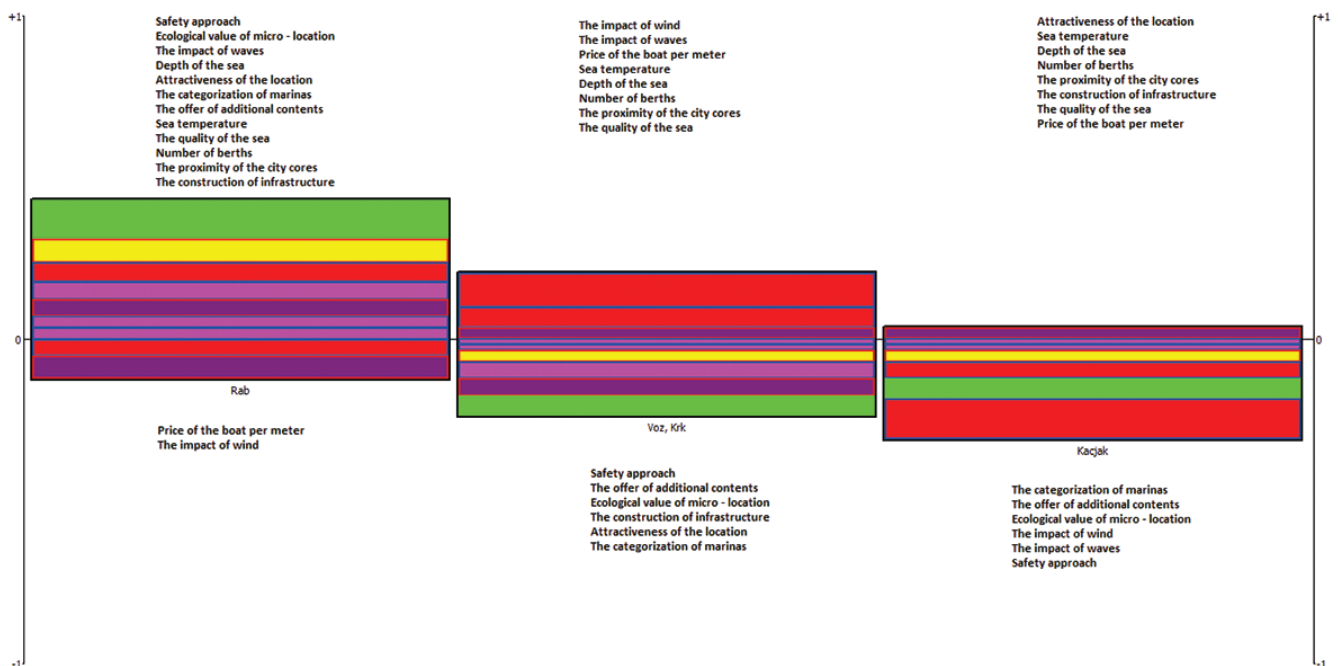 +1
Safety approach
Ecological value of micro - location
The impact of waves
Depth of the sea
Attractiveness of the location
The categorization of marinas
The offer of additional contents
Sea temperature
The quality of the sea
Number of berths
The proximity of the city cores
The construction of infrastructure
The impact of wind
The impact of waves
Price of the boat per meter
Sea temperature
Depth of the sea
Number of berths
The proximity of the city cores
The quality of the sea
Attractiveness of the location
Sea temperature
Depth of the sea
Number of berths
The proximity of the city cores
The construction of infrastructure
The quality of the sea
Price of the boat per meter
+1
0
0
Rab
Voz, Krk
Kacjak
Price of the boat per meter
The impact of wind
Safety approach
The offer of additional contents
Ecological value of micro - location
The construction of infrastructure
Attractiveness of the location
The categorization of marinas
The categorization of marinas
The offer of additional contents
Ecological value of micro - location
The impact of wind
The impact of waves
Safety approach
-1
-1